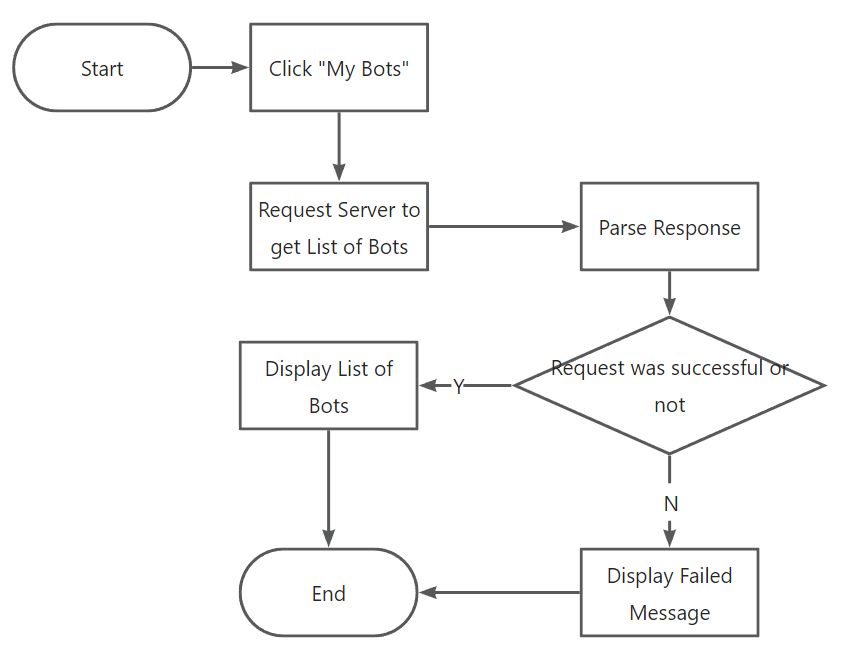 Start
Click "My Bots"
Request Server to
get List of Bots
Parse Response
Request was successful or
not
Y
Display List of
Bots
N
Display Failed
Message
End